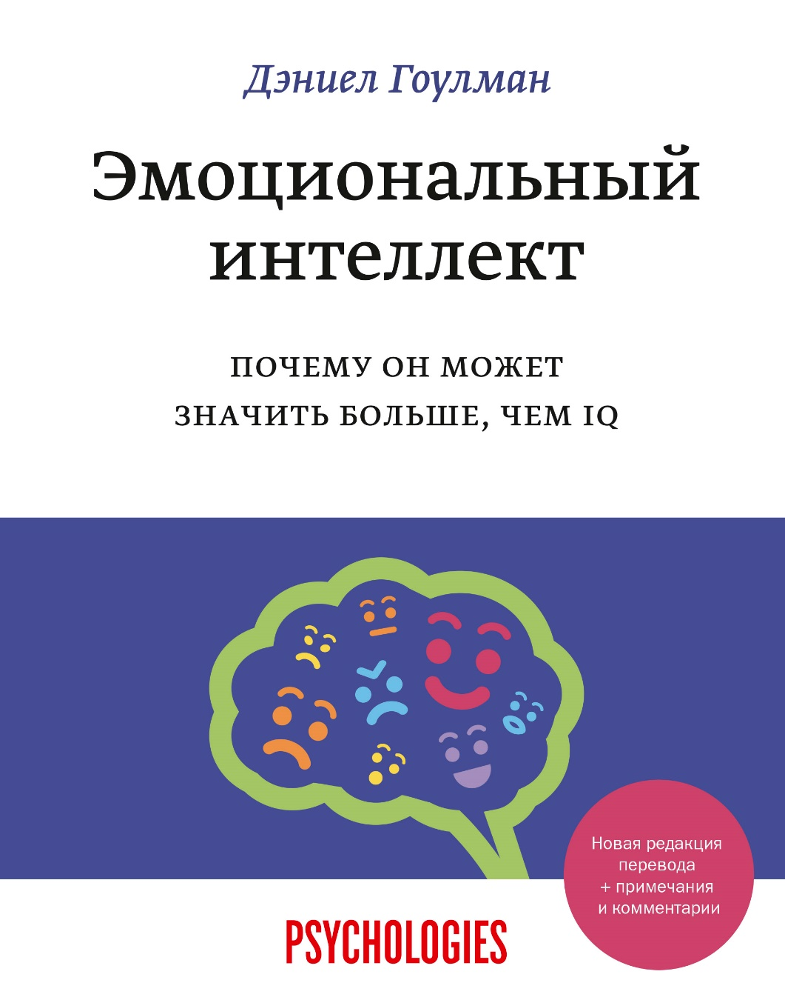 Дэниел Гоулман
Эмоциональный
интеллект
ПОЧЕМУ ОН МОЖЕТ
ЗНАЧИТЬ БОЛЬШЕ, ЧЕМ IQ
Новая редакция
перевода
+ примечания
и комментарии
PSYCHOLOGIES